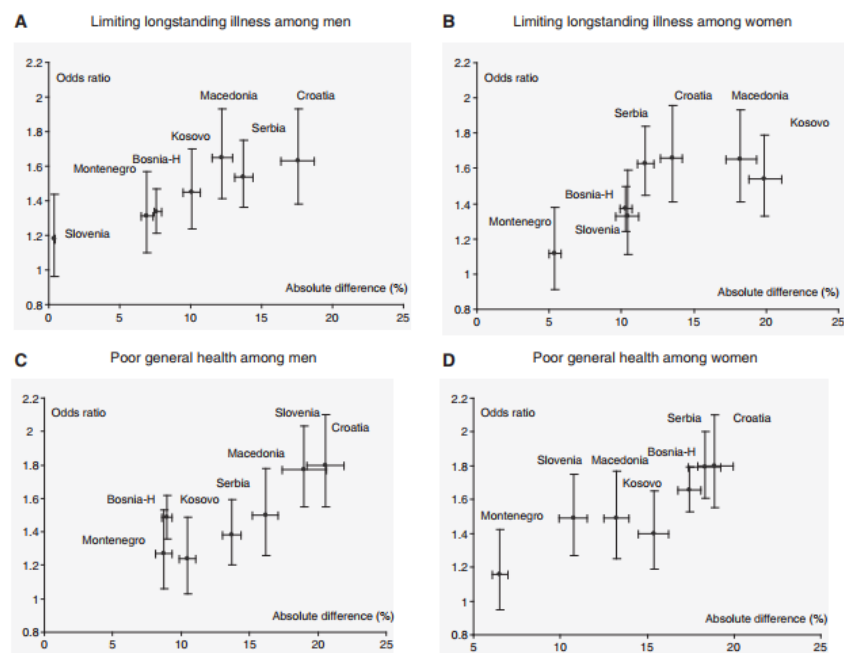 A Limiting longstanding illness among men
2.2
Odds ratio
2
Macedonia Croatia
1.8
Serbia
Kosovo
1.6
Bosnia-H
Montenegro
1.4
Slovenia
1.2
1
Absolute difference (%)
0.8
0 5 10 15 20 25
B Limiting longstanding illness among women
2.2
Odds ratio
2
Croatia Macedonia
Serbia Kosovo
1.8
1.6
Bosnia-H
1.4
Montenegro
Slovenia
1.2
1
Absolute difference (%)
0.8
0 5 10 15 20 25
C Poor general health among men
2.2
Odds ratio Slovenia
Croatia
2
Macedonia
1.8
Serbia
1.6
Bosnia-H Kosovo
1.4
Montenegro
1.2
1
Absolute difference (%)
0.8
0 5 10 15 20 25
D Poor general health among women
2.2
Odds ratio
Serbia Croatia
2
Bosnia-H
Slovenia Macedonia
1.8
Kosovo
1.6
Montenegro
1.4
1.2
1
Absolute difference (%)
0.8
5 10 15 20 25